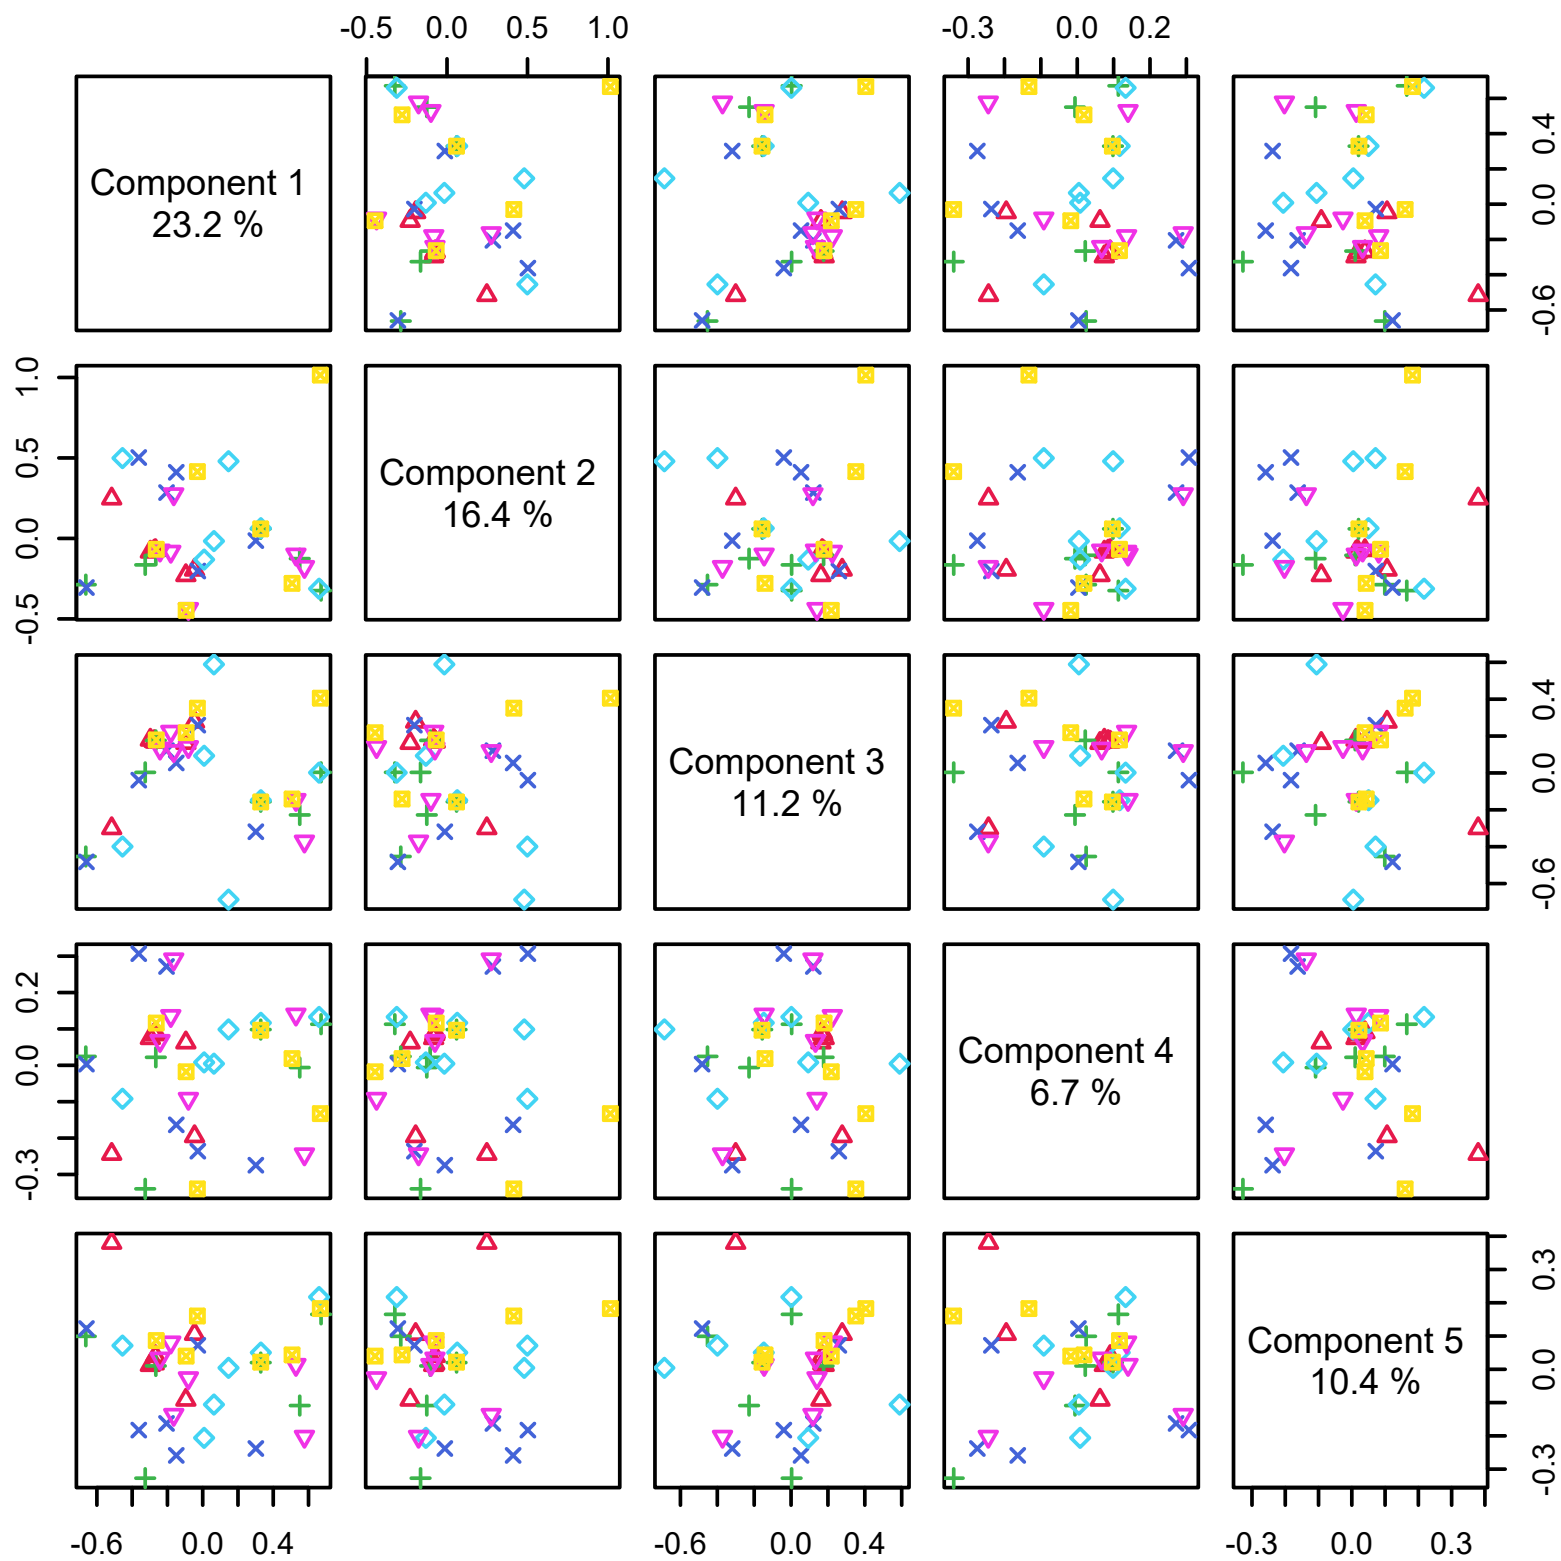 -0.5 0.0 0.5 1.0 -0.3 0.0 0.2
Component 1
23.2 %
-0.6 0.0 0.4
-0.5 0.0 0.5 1.0
Component 2
16.4 %
Component 3
11.2 %
-0.6 0.0 0.4
-0.3 0.0 0.2
Component 4
6.7 %
Component 5
10.4 %
-0.3 0.0 0.3
-0.6 0.0 0.4 -0.6 0.0 0.4 -0.3 0.0 0.3